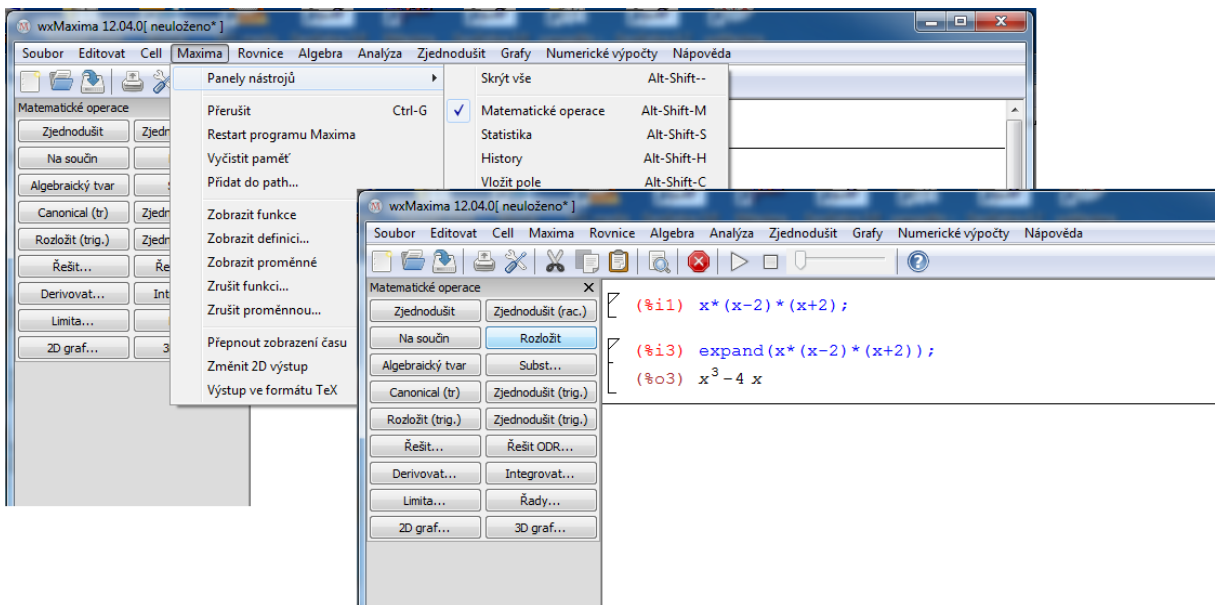 wxMaxima 12.04.0[ neuloženo* ]
Soubor Editovat Cell Maxima Rovnice Algebra Analýza Zjednodušit Grafy Numerické výpočty Nápověda
Matematické operace
Zjednodušit
Na součin
Algebraický tvar
Canonical (tr)
Rozložit (trig.)
Řešit...
Derivovat...
Limita...
2D graf...
Panely nástrojů
Přerušit Ctrl-G
Restart programu Maxima
Vyčistit paměť
Přidat do path...
Zobrazit funkce
Zobrazit definici...
Zobrazit proměnné
Zrušit funkci...
Zrušit proměnnou...
Přepnout zobrazení času
Změnit 2D výstup
Výstup ve formátu TeX
Skrýt vše Alt-Shift--
Matematické operace Alt-Shift-M
Statistika Alt-Shift-S
History Alt-Shift-H
Vložit pole Alt-Shift-C
wxMaxima 12.04.0[ neuloženo* ]
Soubor Editovat Cell Maxima Rovnice Algebra Analýza Zjednodušit Grafy Numerické výpočty Nápověda
Matematické operace X
Zjednodušit Zjednodušit (rac.)
Na součin Rozložit
Algebraický tvar Subst...
Canonical (tr) Zjednodušit (trig.)
Rozložit (trig.) Zjednodušit (trig.)
Řešit... Řešit ODR...
Derivovat... Integrovat...
Limita... Řady...
2D graf... 3D graf...
(%i1) x*(x-2)*(x+2);
(%i3) expand(x*(x-2)*(x+2));
(%o3) x³-4 x